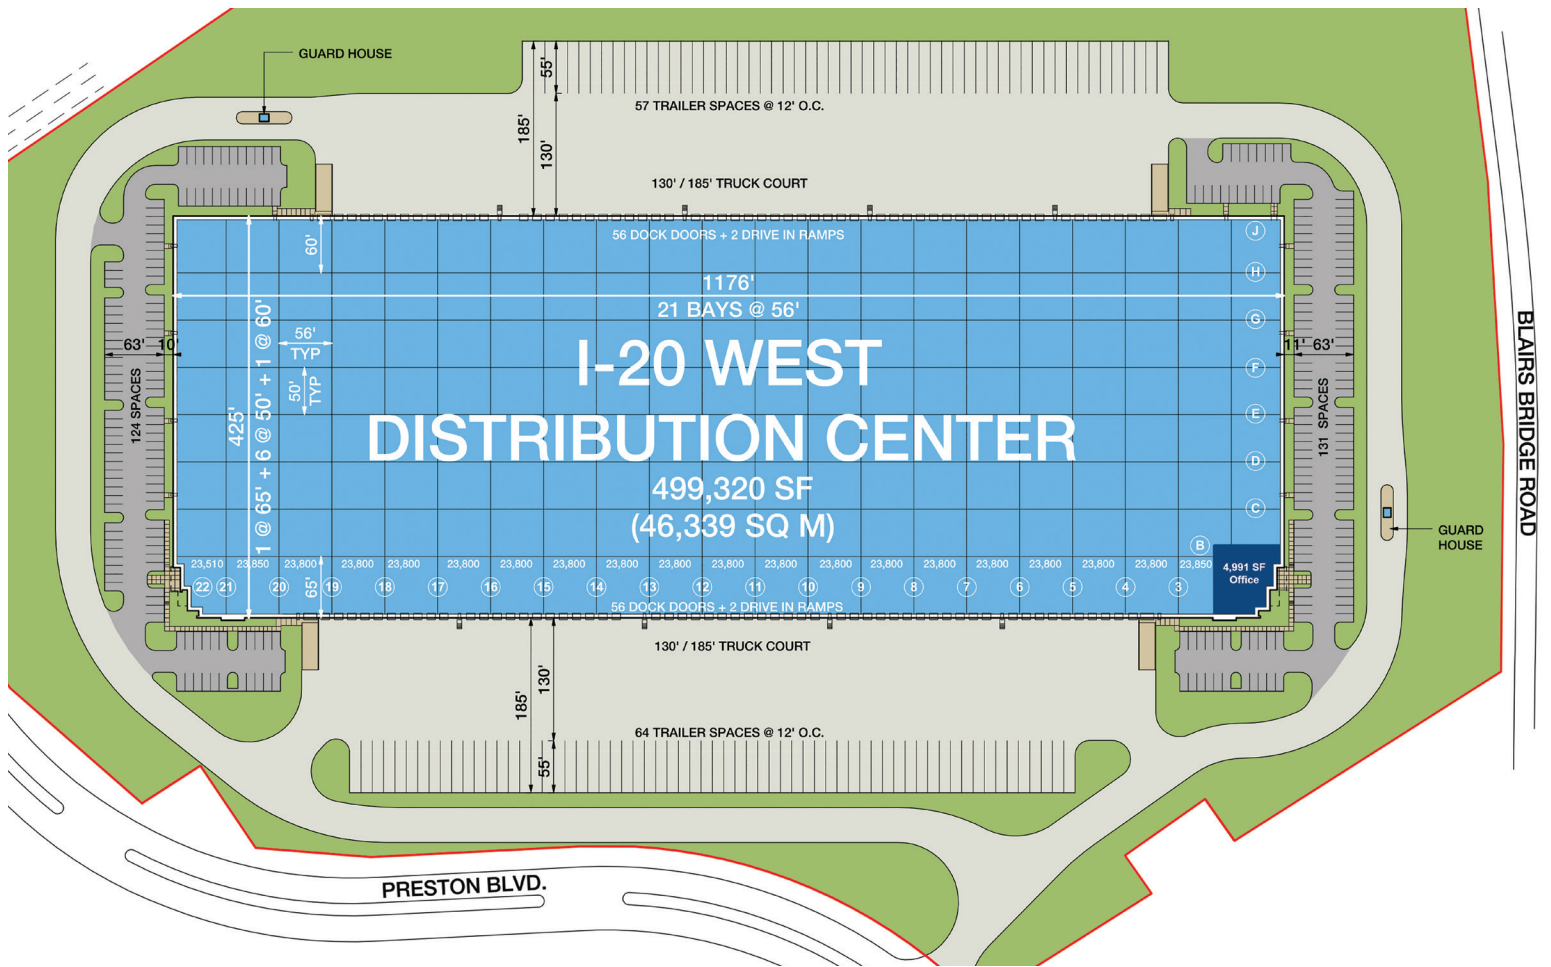 GUARD HOUSE
55'
57 TRAILER SPACES @ 12' O.C.
185'
130'
130' / 185' TRUCK COURT
56 DOCK DOORS + 2 DRIVE IN RAMPS
J
60'
H
1176'
21 BAYS @ 56'
G
56'
TYP
63'
10'
11'
63'
I-20 WEST
F
50'
TYP
124 SPACES
425'
1 @ 65' + 6 @ 50' + 1 @ 60'
E
131 SPACES
DISTRIBUTION CENTER
D
499,320 SF
C
(46,339 SQ M)
B
BLAIRS BRIDGE ROAD
GUARD
HOUSE
23,510 23,850 23,800 23,800 23,800 23,800 23,800 23,800 23,800 23,800 23,800 23,800 23,800 23,800 23,800 23,800 23,800 23,800 23,850
4,991 SF
Office
22 21 20 19 18 17 16 15 14 13 12 11 10 9 8 7 6 5 4 3
65'
56 DOCK DOORS + 2 DRIVE IN RAMPS
130' / 185' TRUCK COURT
130'
185'
64 TRAILER SPACES @ 12' O.C.
55'
PRESTON BLVD.